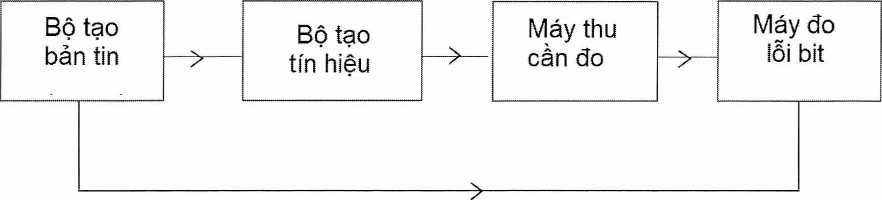 Bộ tạo
bản tin
Bộ tạo
tín hiệu
Máy thu
cần đo
Máy đo
lỗi bit